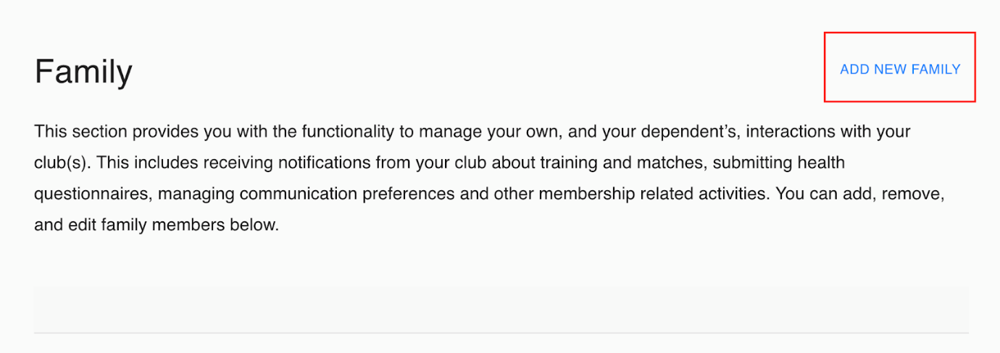 Family
ADD NEW FAMILY
This section provides you with the functionality to manage your own, and your dependent’s, interactions with your
club(s). This includes receiving notifications from your club about training and matches, submitting health
questionnaires, managing communication preferences and other membership related activities. You can add, remove,
and edit family members below.